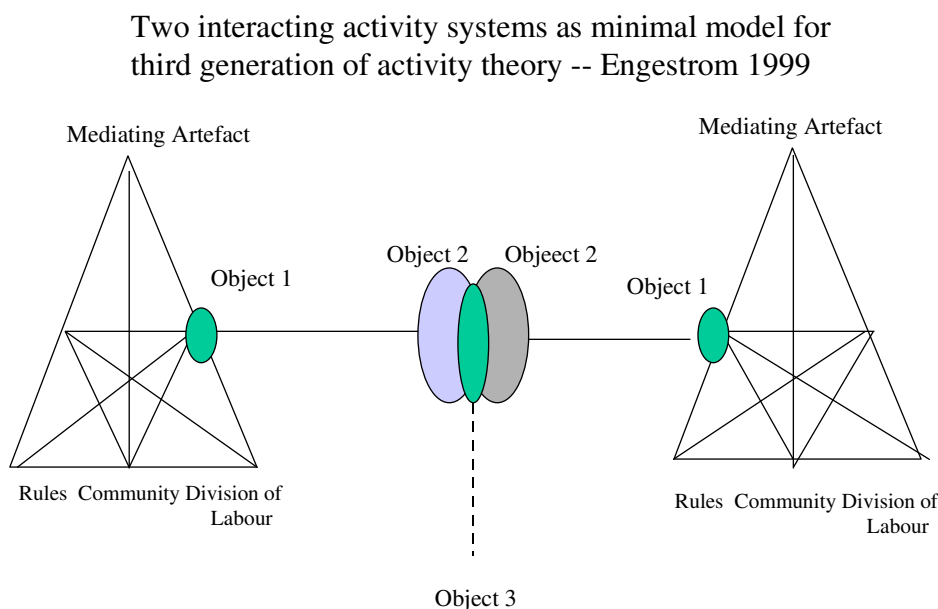 Two interacting activity systems as minimal model for
third generation of activity theory -- Engestrom 1999
Mediating Artefact
Mediating Artefact
Object 2
Objeect 2
Object 1
Object 1
Rules Community Division of
Labour
Rules Community Division of
Labour
Object 3